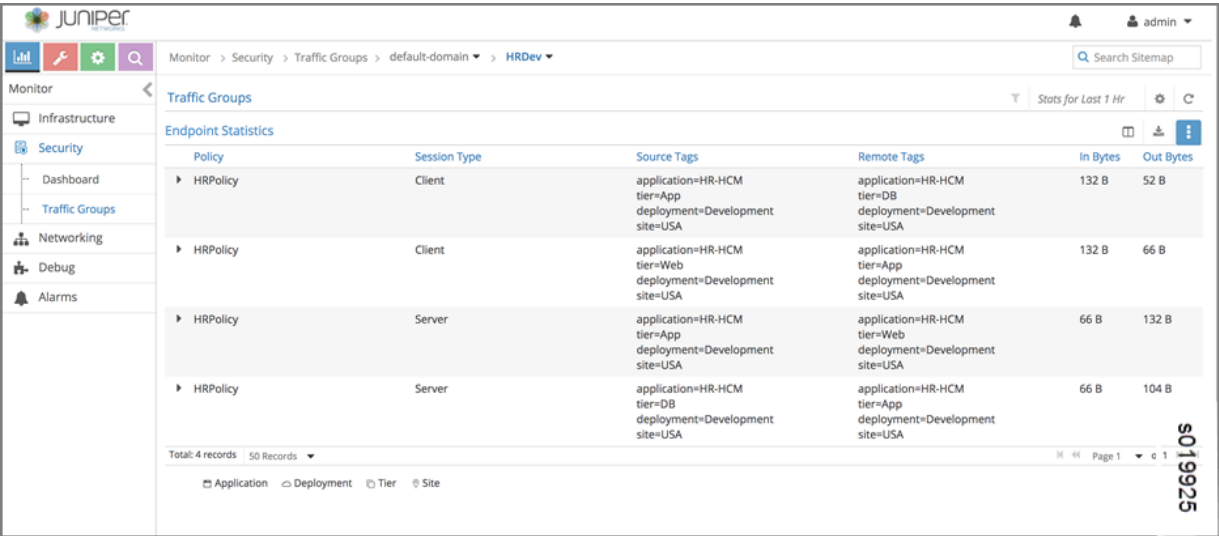 JUNIPER
NETWORKS
admin
Monitor > Security > Traffic Groups > default-domain > HRDev
Search Sitemap
Monitor
Infrastructure
Security
Dashboard
Traffic Groups
Networking
Debug
Alarms
Traffic Groups
Stats for Last 1 Hr
Endpoint Statistics
Policy Session Type Source Tags Remote Tags In Bytes Out Bytes
HRPolicy Client application=HR-HCM application=HR-HCM 132 B 52 B
tier=App tier=DB
deployment=Development deployment=Development
site=USA site=USA
HRPolicy Client application=HR-HCM application=HR-HCM 132 B 66 B
tier=Web tier=App
deployment=Development deployment=Development
site=USA site=USA
HRPolicy Server application=HR-HCM application=HR-HCM 66 B 132 B
tier=App tier=Web
deployment=Development deployment=Development
site=USA site=USA
HRPolicy Server application=HR-HCM application=HR-HCM 66 B 104 B
tier=DB tier=App
deployment=Development deployment=Development
site=USA site=USA
Total: 4 records 50 Records Page 1 1
Application Deployment Tier Site
s019925